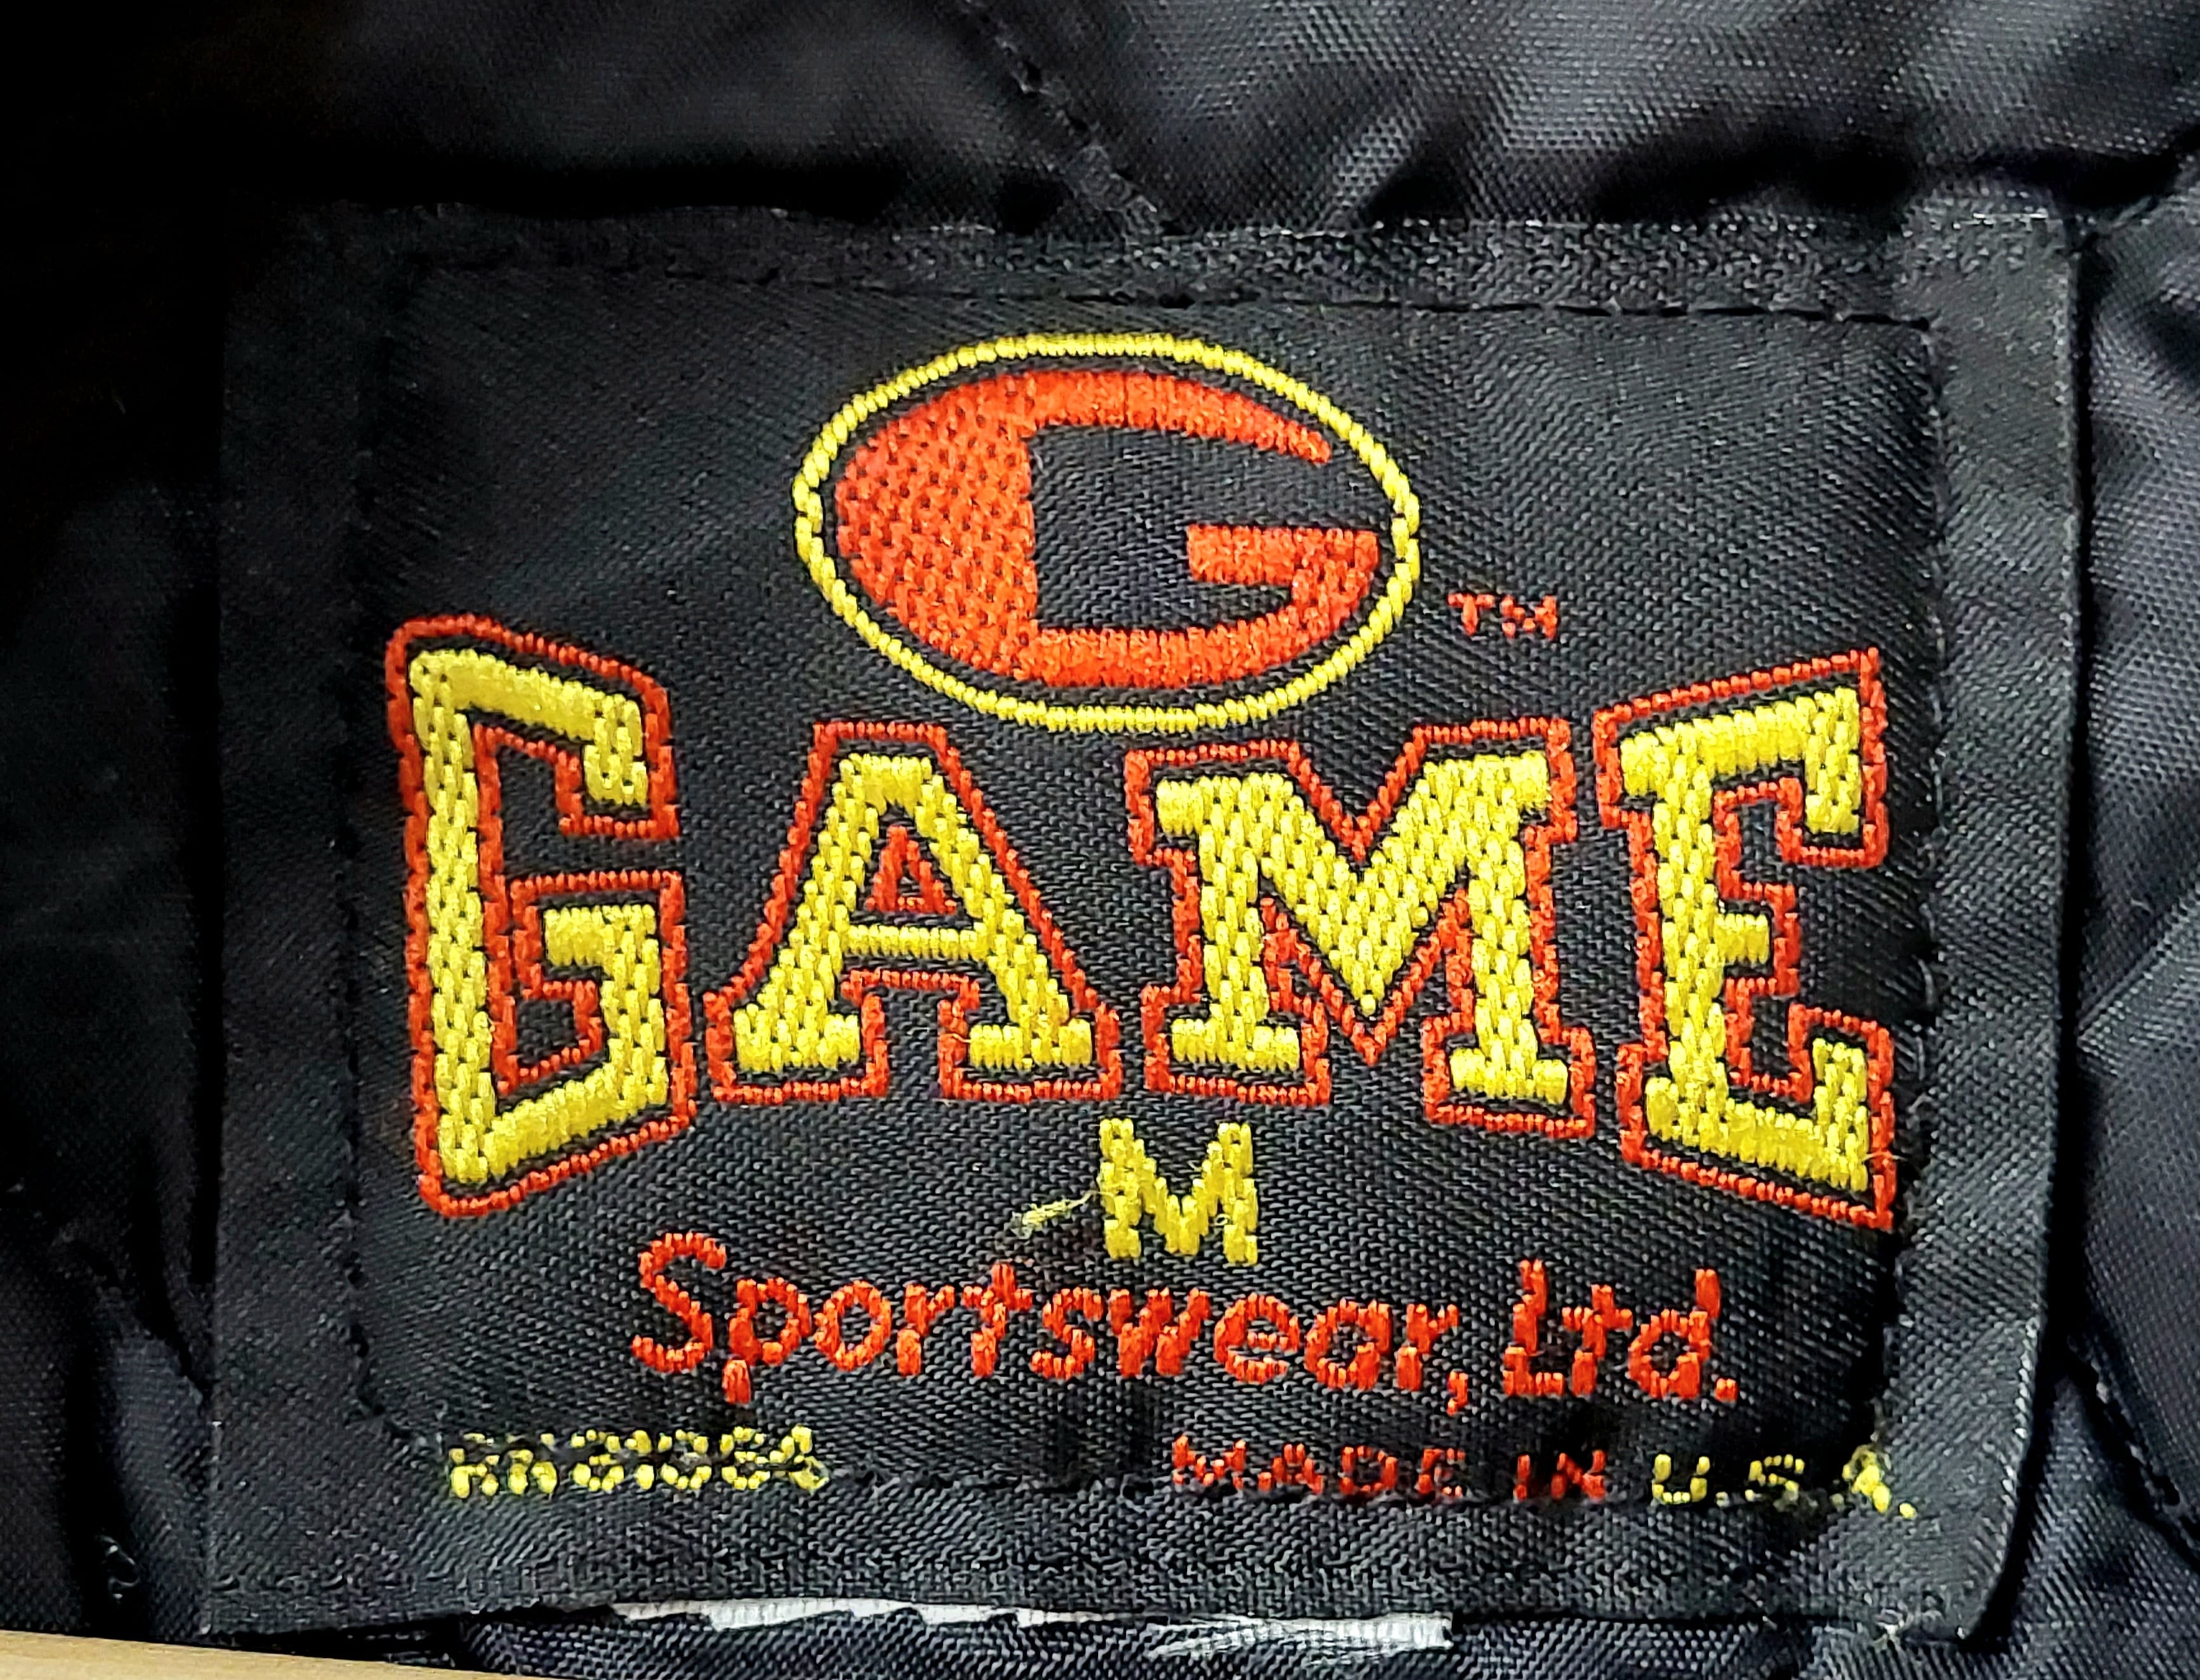 G ™
GAME
M
Sportswear, Ltd.
MADE IN U.S.A.